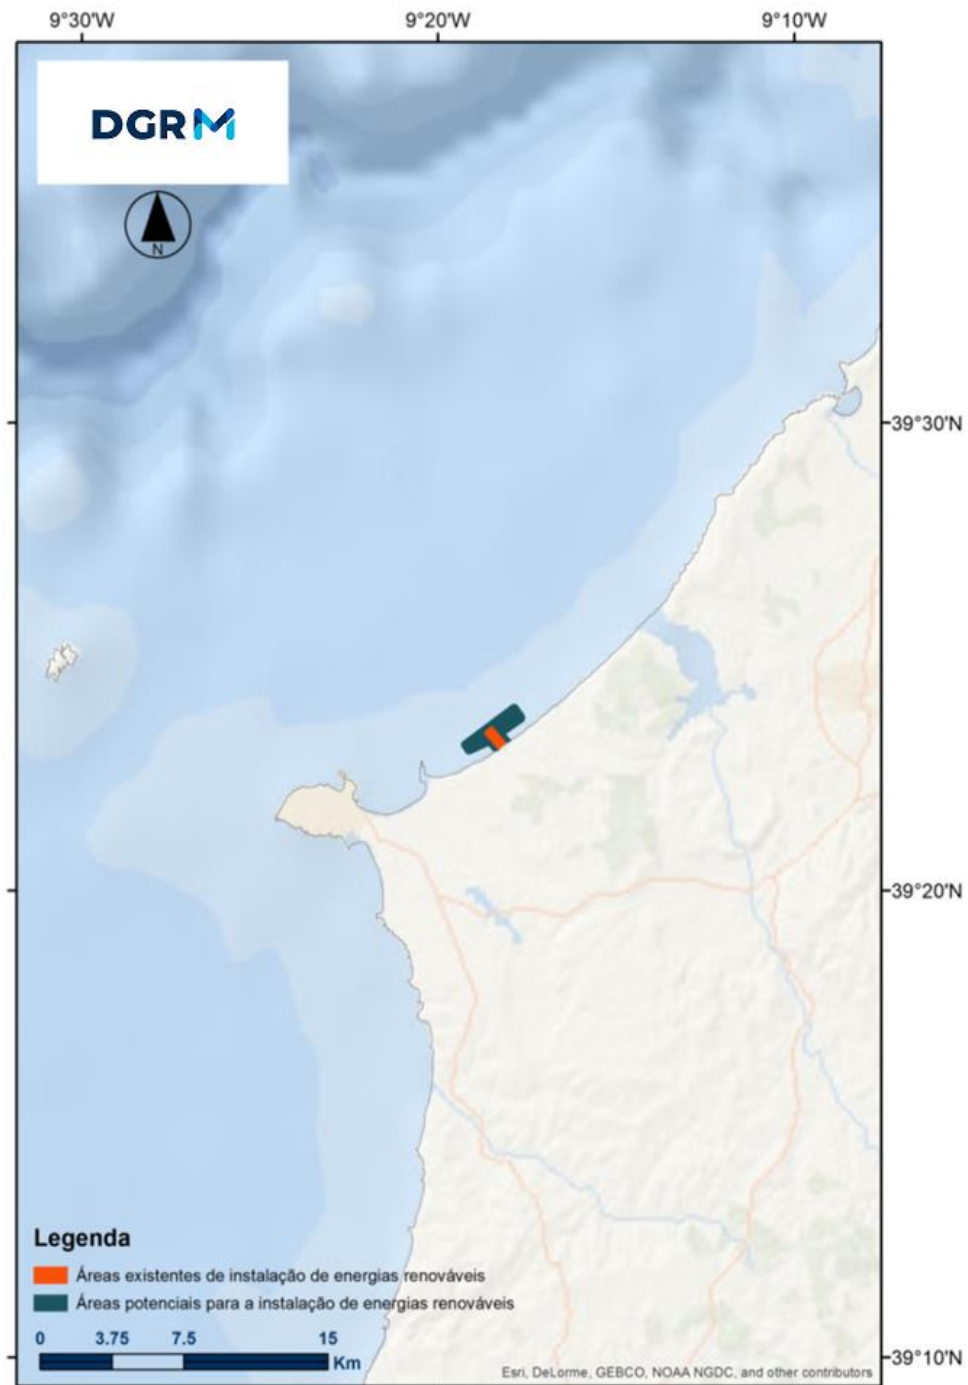 9°30'W 9°20'W 9°10'W
DGRM
N
39°30'N
39°20'N
39°10'N
Legenda
Áreas existentes de instalação de energias renováveis
Áreas potenciais para a instalação de energias renováveis
0 3.75 7.5 15
Km
Esri, DeLorme, GEBCO, NOAA NGDC, and other contributors